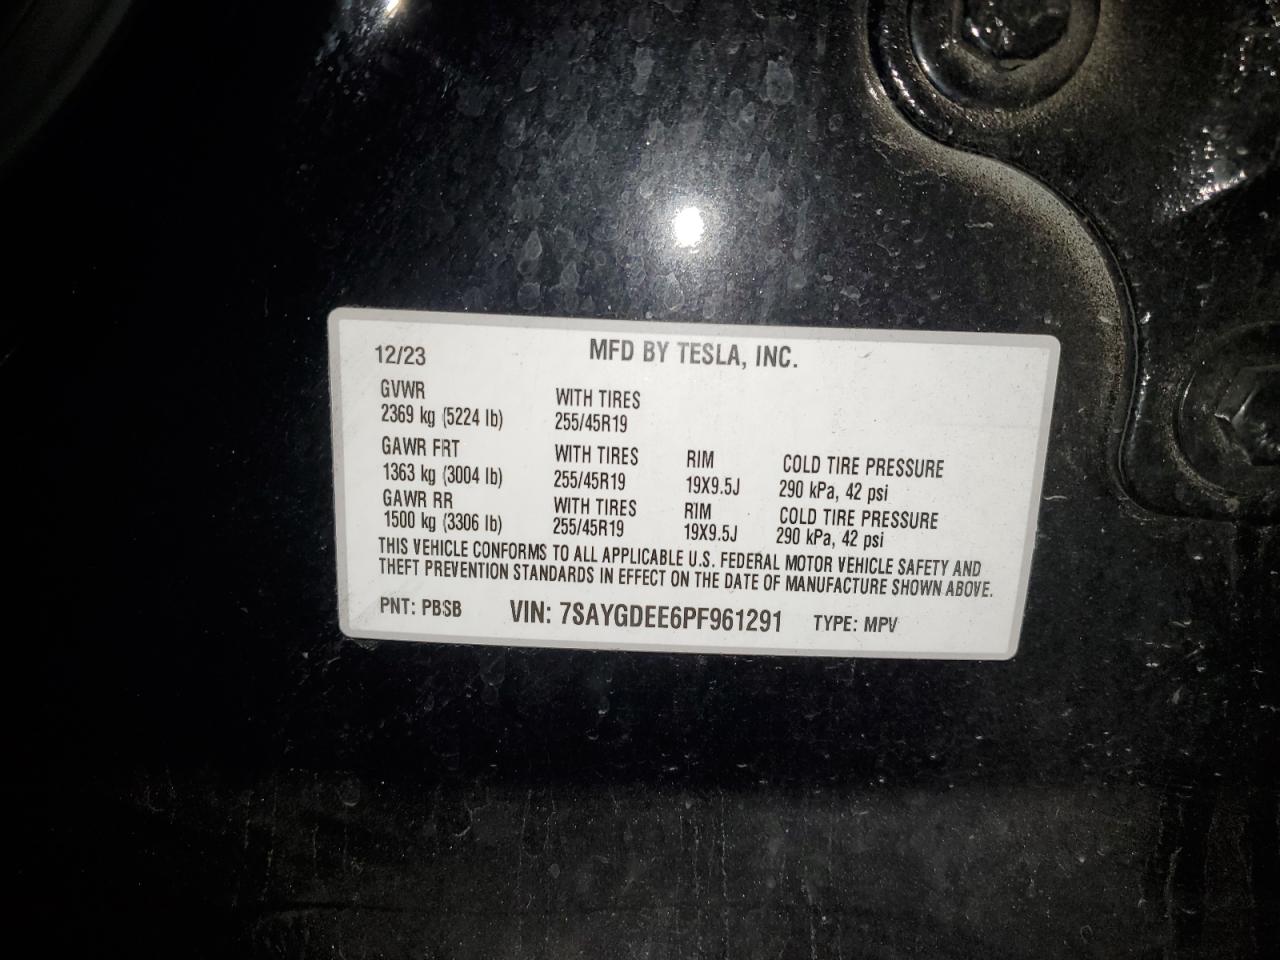 12/23 MFD BY TESLA, INC.
GVWR WITH TIRES
2369 kg (5224 lb) 255/45R19
GAWR FRT WITH TIRES RIM COLD TIRE PRESSURE
1363 kg (3004 lb) 255/45R19 19X9.5J 290 kPa, 42 psi
GAWR RR WITH TIRES RIM COLD TIRE PRESSURE
1500 kg (3306 lb) 255/45R19 19X9.5J 290 kPa, 42 psi
THIS VEHICLE CONFORMS TO ALL APPLICABLE U.S. FEDERAL MOTOR VEHICLE SAFETY AND
THEFT PREVENTION STANDARDS IN EFFECT ON THE DATE OF MANUFACTURE SHOWN ABOVE.
PNT: PBSB VIN: 7SAYGDEE6PF961291 TYPE: MPV